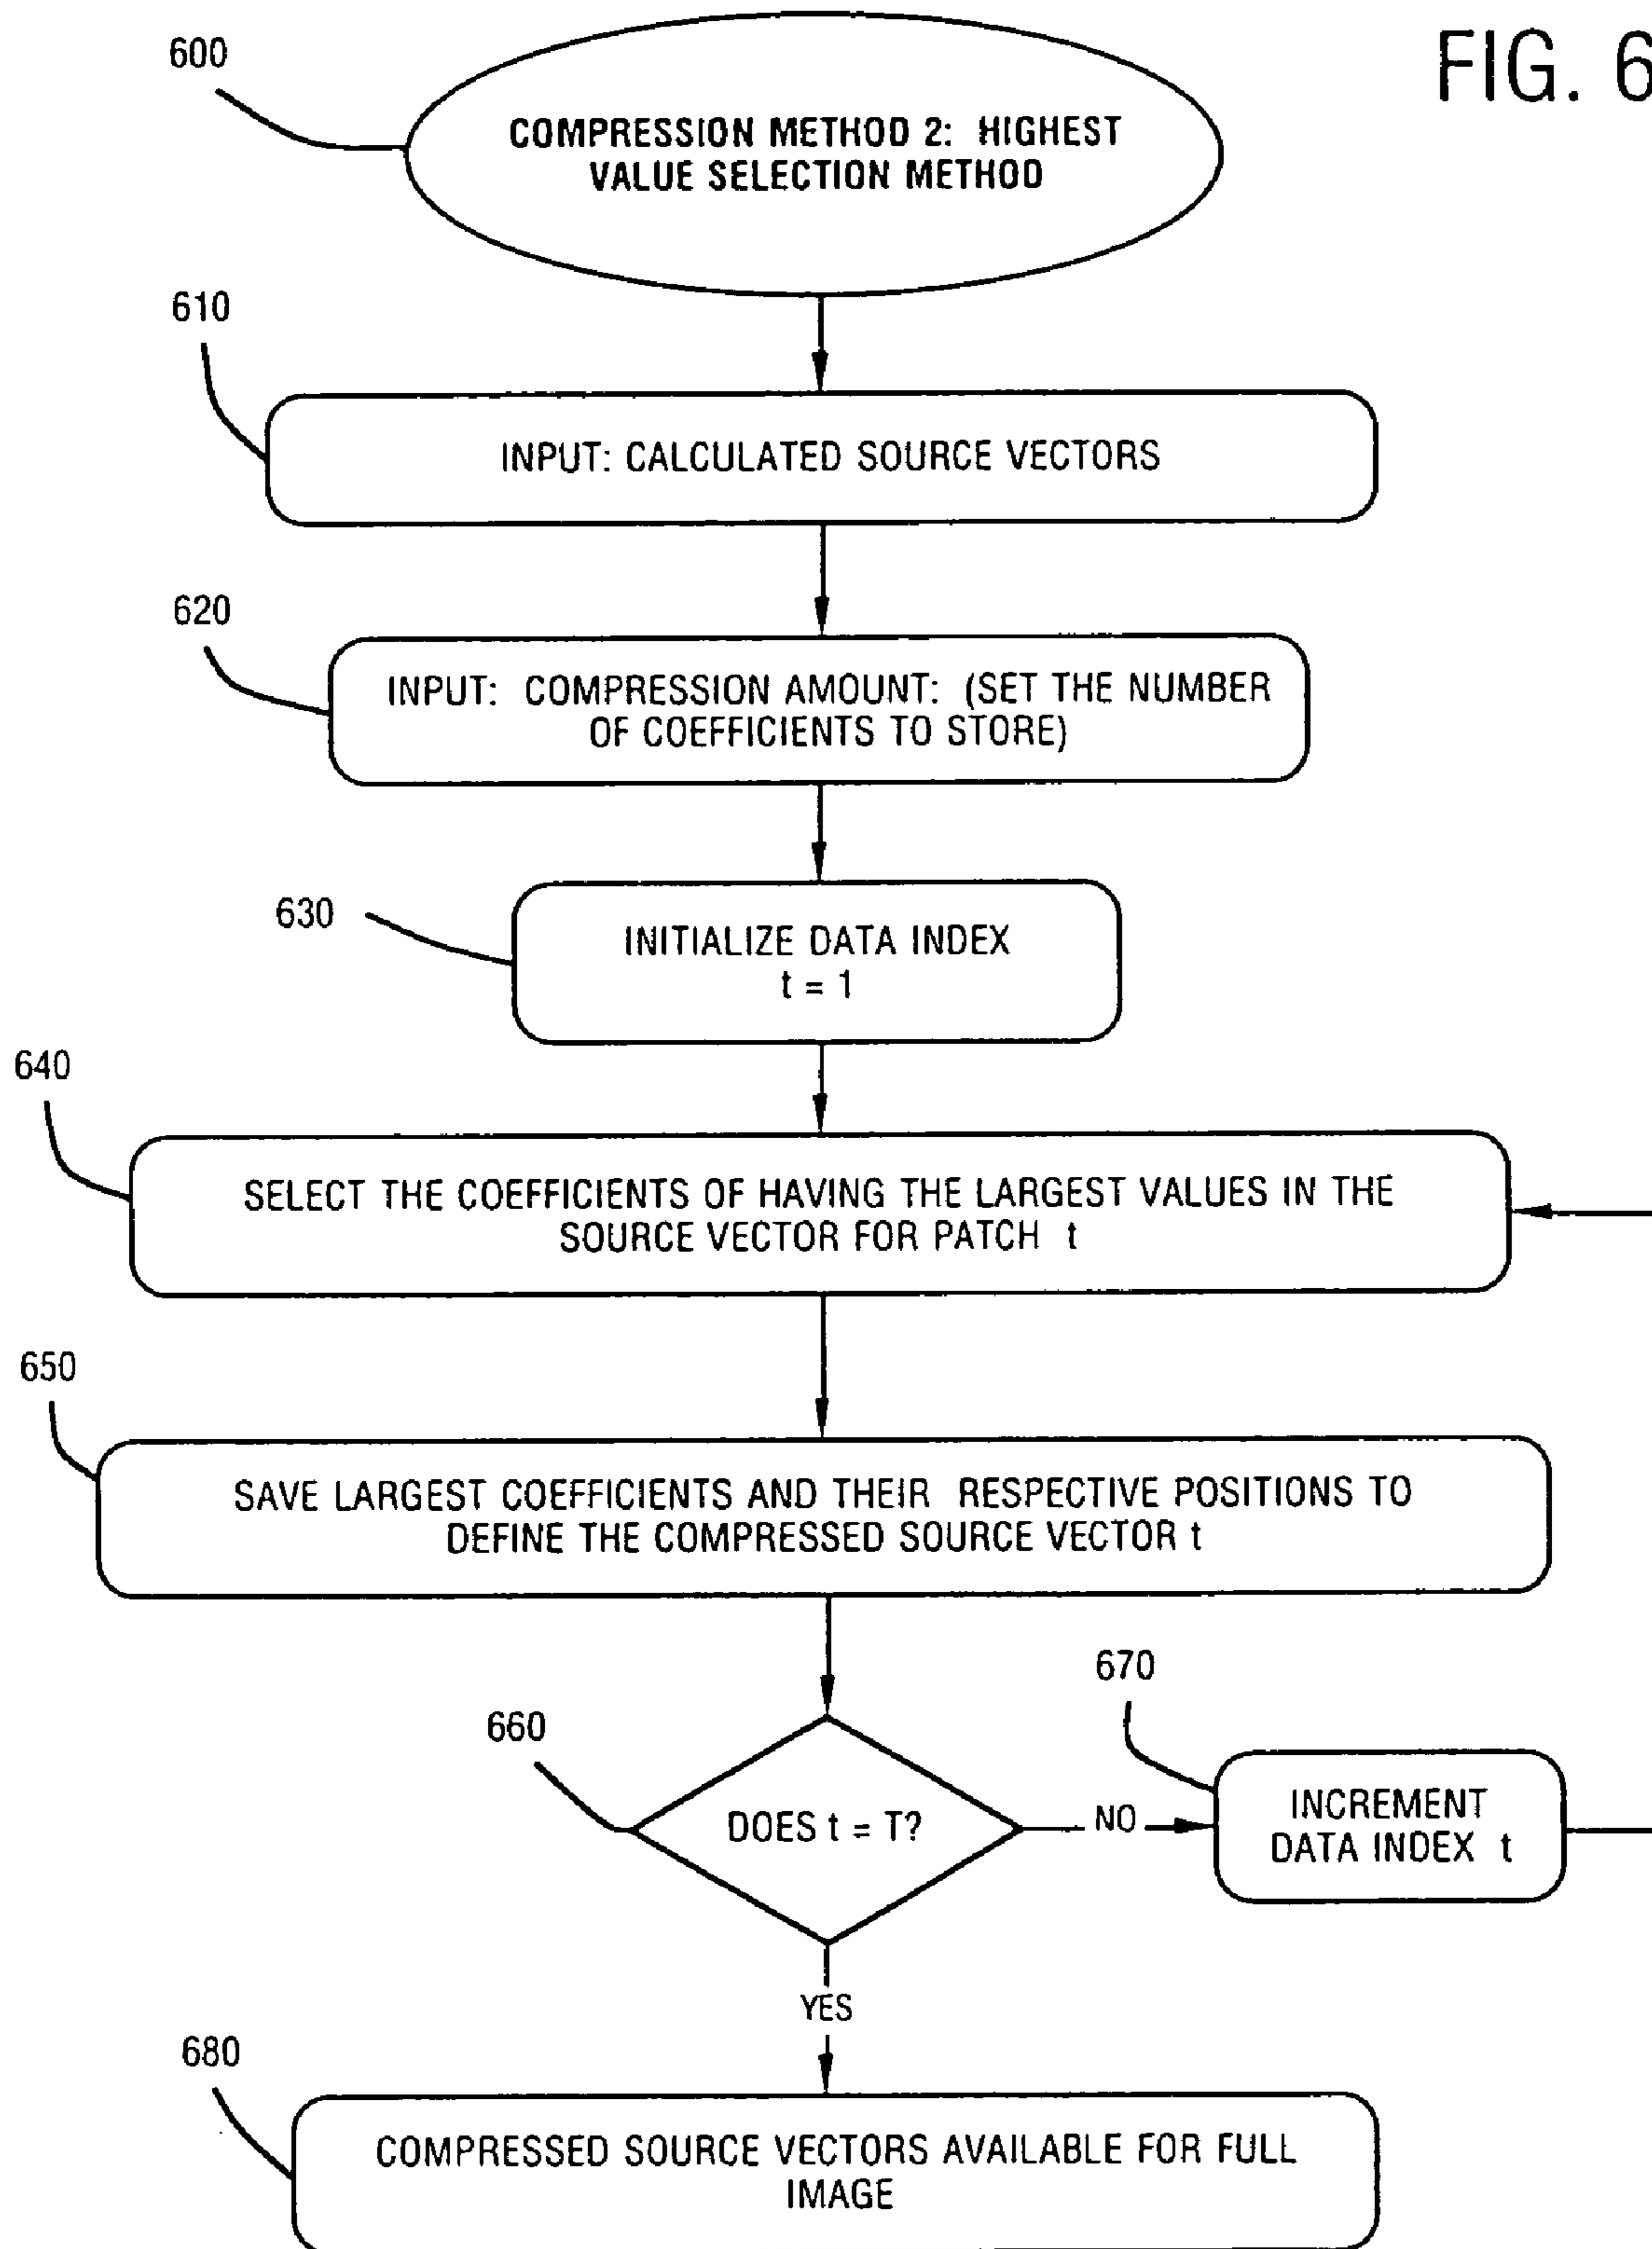 FIG. 6
600
COMPRESSION METHOD 2: HIGHEST
VALUE SELECTION METHOD
610
INPUT: CALCULATED SOURCE VECTORS
620
INPUT: COMPRESSION AMOUNT: (SET THE NUMBER
OF COEFFICIENTS TO STORE)
630
INITIALIZE DATA INDEX
t = 1
640
SELECT THE COEFFICIENTS OF HAVING THE LARGEST VALUES IN THE
SOURCE VECTOR FOR PATCH t
650
SAVE LARGEST COEFFICIENTS AND THEIR RESPECTIVE POSITIONS TO
DEFINE THE COMPRESSED SOURCE VECTOR t
660
DOES t = T?
NO
670
INCREMENT
DATA INDEX t
YES
680
COMPRESSED SOURCE VECTORS AVAILABLE FOR FULL
IMAGE